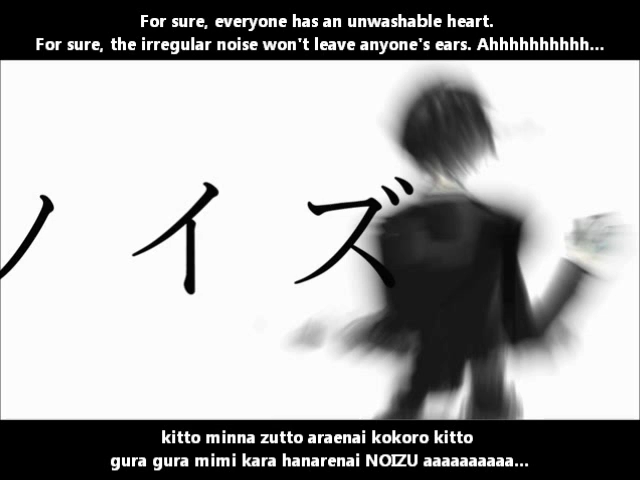 For sure, everyone has an unwashable heart.
For sure, the irregular noise won't leave anyone's ears. Ahhhhhhhhhh...
ノイズ
kitto minna zutto araenai kokoro kitto
gura gura mimi kara hanarenai NOIZU aaaaaaaaaa...